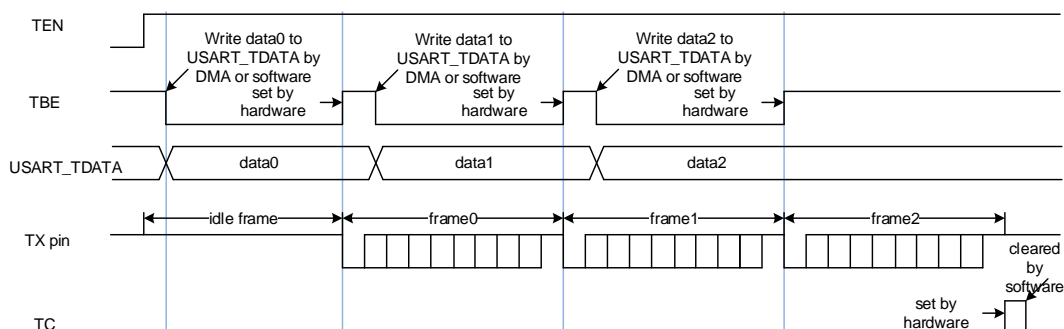 TEN
Write data0 to
USART_TDATA by
DMA or software
Write data1 to
USART_TDATA by
DMA or software
Write data2 to
USART_TDATA by
DMA or software
TBE
set by
hardware
set by
hardware
set by
hardware
USART_TDATA
data0
data1
data2
idle frame
frame0
frame1
frame2
TX pin
cleared
by
software
set by
hardware
TC